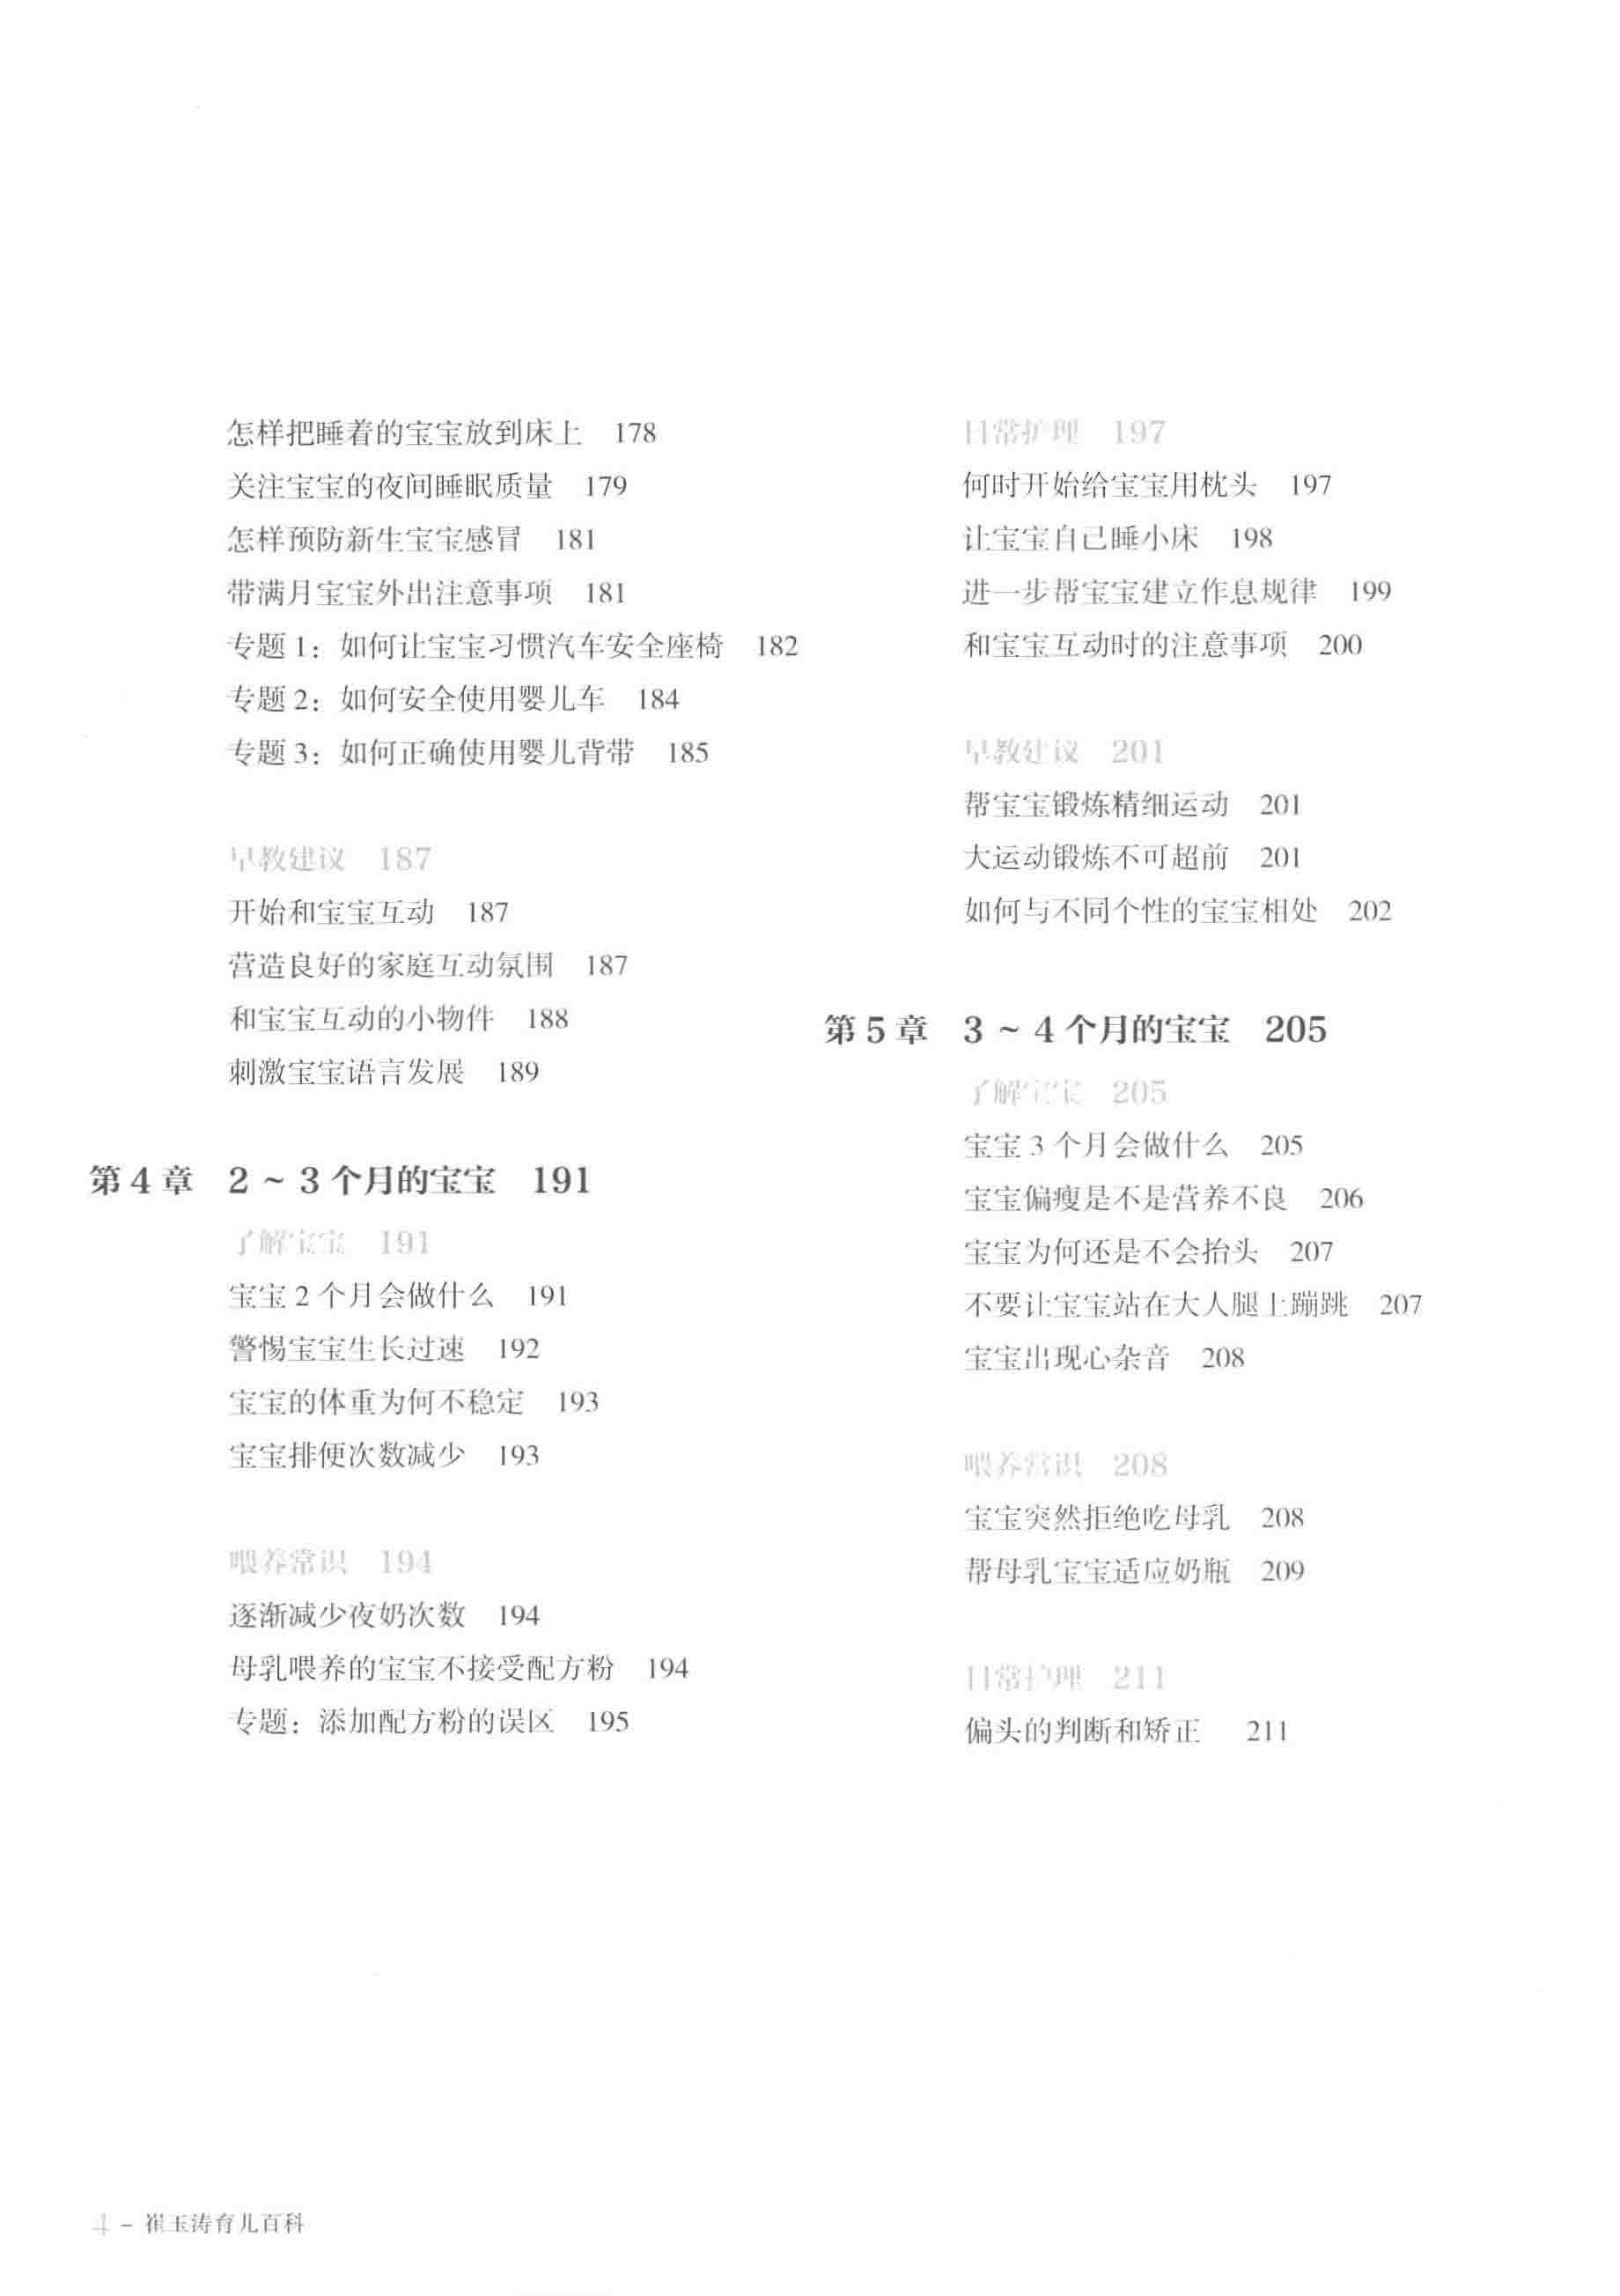 怎样把睡着的宝宝放到床上 178
关注宝宝的夜间睡眠质量 179
怎样预防新生宝宝感冒 181
带满月宝宝外出注意事项 181
专题 1：如何让宝宝习惯汽车安全座椅 182
专题 2：如何安全使用婴儿车 184
专题 3：如何正确使用婴儿背带 185
早教建议 187
开始和宝宝互动 187
营造良好的家庭互动氛围 187
和宝宝互动的小物件 188
刺激宝宝语言发展 189
第 4 章 2 ~ 3 个月的宝宝 191
了解宝宝 191
宝宝 2 个月会做什么 191
警惕宝宝生长过速 192
宝宝的体重为何不稳定 193
宝宝排便次数减少 193
喂养常识 194
逐渐减少夜奶次数 194
母乳喂养的宝宝不接受配方粉 194
专题：添加配方粉的误区 195
日常护理 197
何时开始给宝宝用枕头 197
让宝宝自己睡小床 198
进一步帮宝宝建立作息规律 199
和宝宝互动时的注意事项 200
早教建议 201
帮宝宝锻炼精细运动 201
大运动锻炼不可超前 201
如何与不同个性的宝宝相处 202
第 5 章 3 ~ 4 个月的宝宝 205
了解宝宝 205
宝宝 3 个月会做什么 205
宝宝偏瘦是不是营养不良 206
宝宝为何还是不会抬头 207
不要让宝宝站在大人腿上蹦跳 207
宝宝出现心杂音 208
喂养常识 208
宝宝突然拒绝吃母乳 208
帮母乳宝宝适应奶瓶 209
日常护理 211
偏头的判断和矫正 211
4 - 崔玉涛育儿百科